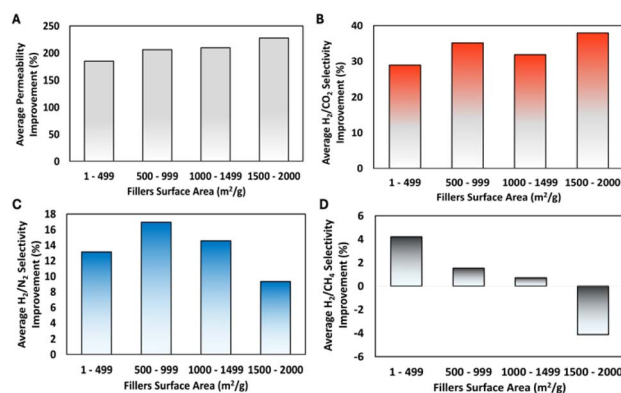 A
Average Permeability
Improvement (%)
250
200
150
100
50
0
1 - 499
500 - 999
1000 - 1499
1500 - 2000
Fillers Surface Area (m²/g)
B
Average H₂/CO₂ Selectivity
Improvement (%)
40
30
20
10
0
1 - 499
500 - 999
1000 - 1499
1500 - 2000
Fillers Surface Area (m²/g)
C
Average H₂/N₂ Selectivity
Improvement (%)
18
16
14
12
10
8
6
4
2
0
1 - 499
500 - 999
1000 - 1499
1500 - 2000
Fillers Surface Area (m²/g)
D
Average H₂/CH₄ Selectivity
Improvement (%)
6
4
2
0
-2
-4
-6
1 - 499
500 - 999
1000 - 1499
1500 - 2000
Fillers Surface Area (m²/g)